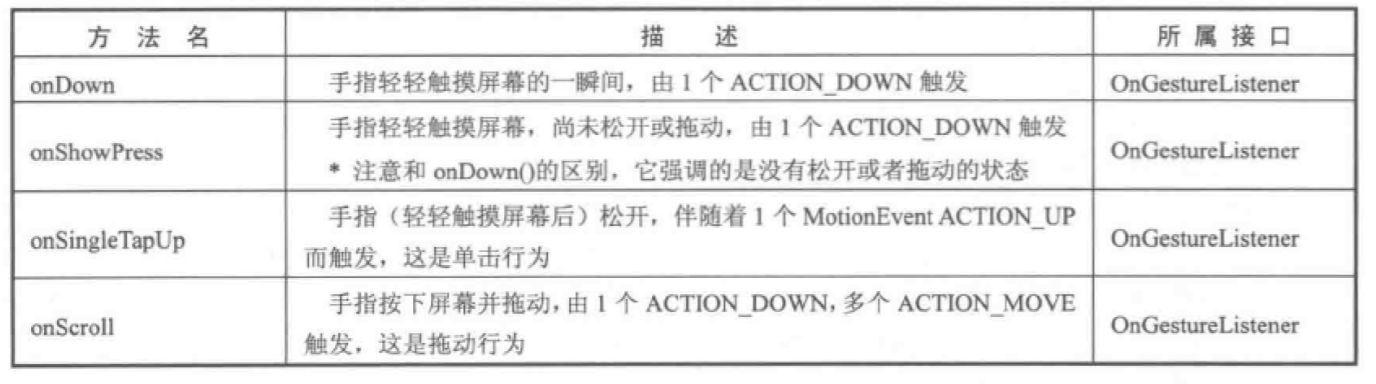 方 法 名 描 述 所 属 接 口
onDown 手指轻轻触摸屏幕的一瞬间，由 1 个 ACTION_DOWN 触发 OnGestureListener
onShowPress 手指轻轻触摸屏幕，尚未松开或拖动，由 1 个 ACTION_DOWN 触发
* 注意和 onDown()的区别，它强调的是没有松开或者拖动的状态 OnGestureListener
onSingleTapUp 手指（轻轻触摸屏幕后）松开，伴随着 1 个 MotionEvent ACTION_UP
而触发，这是单击行为 OnGestureListener
onScroll 手指按下屏幕并拖动，由 1 个 ACTION_DOWN，多个 ACTION_MOVE
触发，这是拖动行为 OnGestureListener